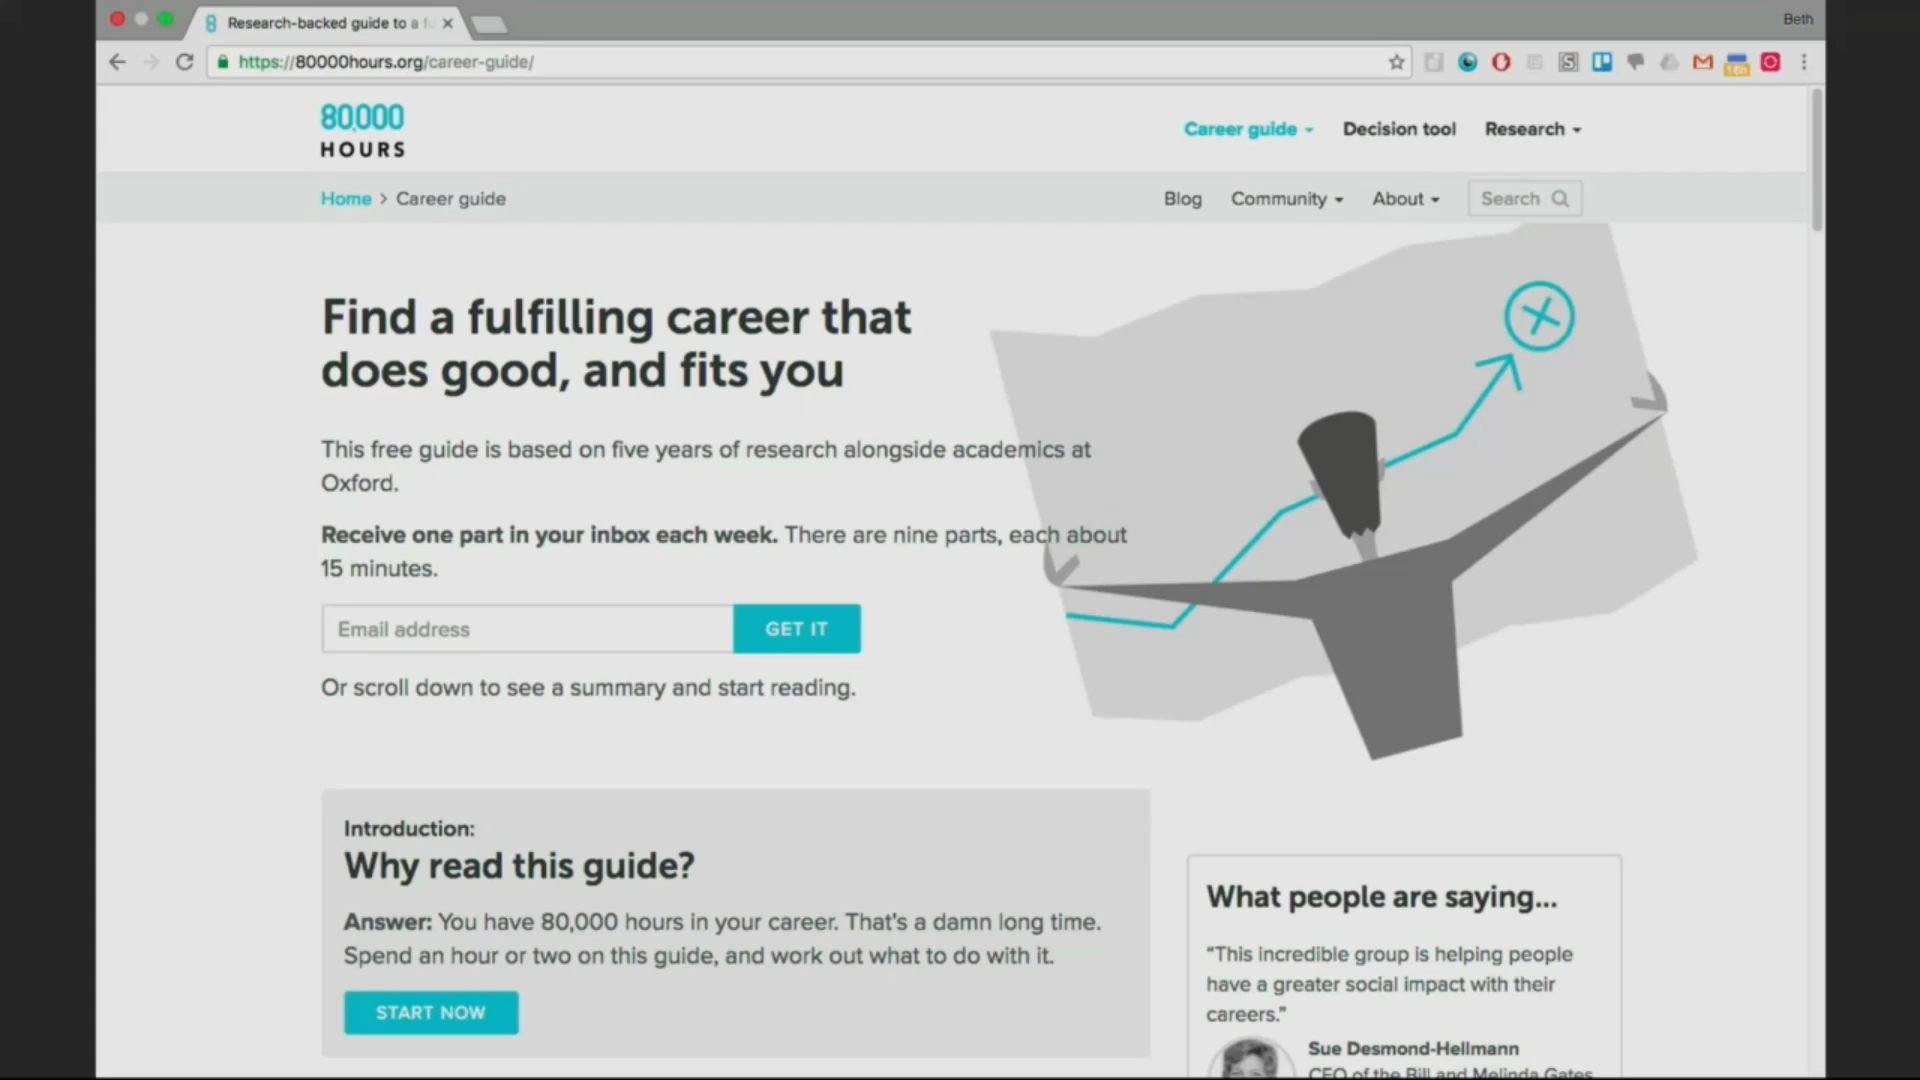 Research-backed guide to a fu
Beth
https://80000hours.org/career-guide/
80,000
HOURS
Career guide
Decision tool
Research
Home > Career guide
Blog
Community
About
Search
Find a fulfilling career that
does good, and fits you
This free guide is based on five years of research alongside academics at
Oxford.
Receive one part in your inbox each week. There are nine parts, each about
15 minutes.
Email address
GET IT
Or scroll down to see a summary and start reading.
Introduction:
Why read this guide?
Answer: You have 80,000 hours in your career. That's a damn long time.
Spend an hour or two on this guide, and work out what to do with it.
START NOW
What people are saying...
“This incredible group is helping people
have a greater social impact with their
careers.”
Sue Desmond-Hellmann
CEO of the Bill and Melinda Gates